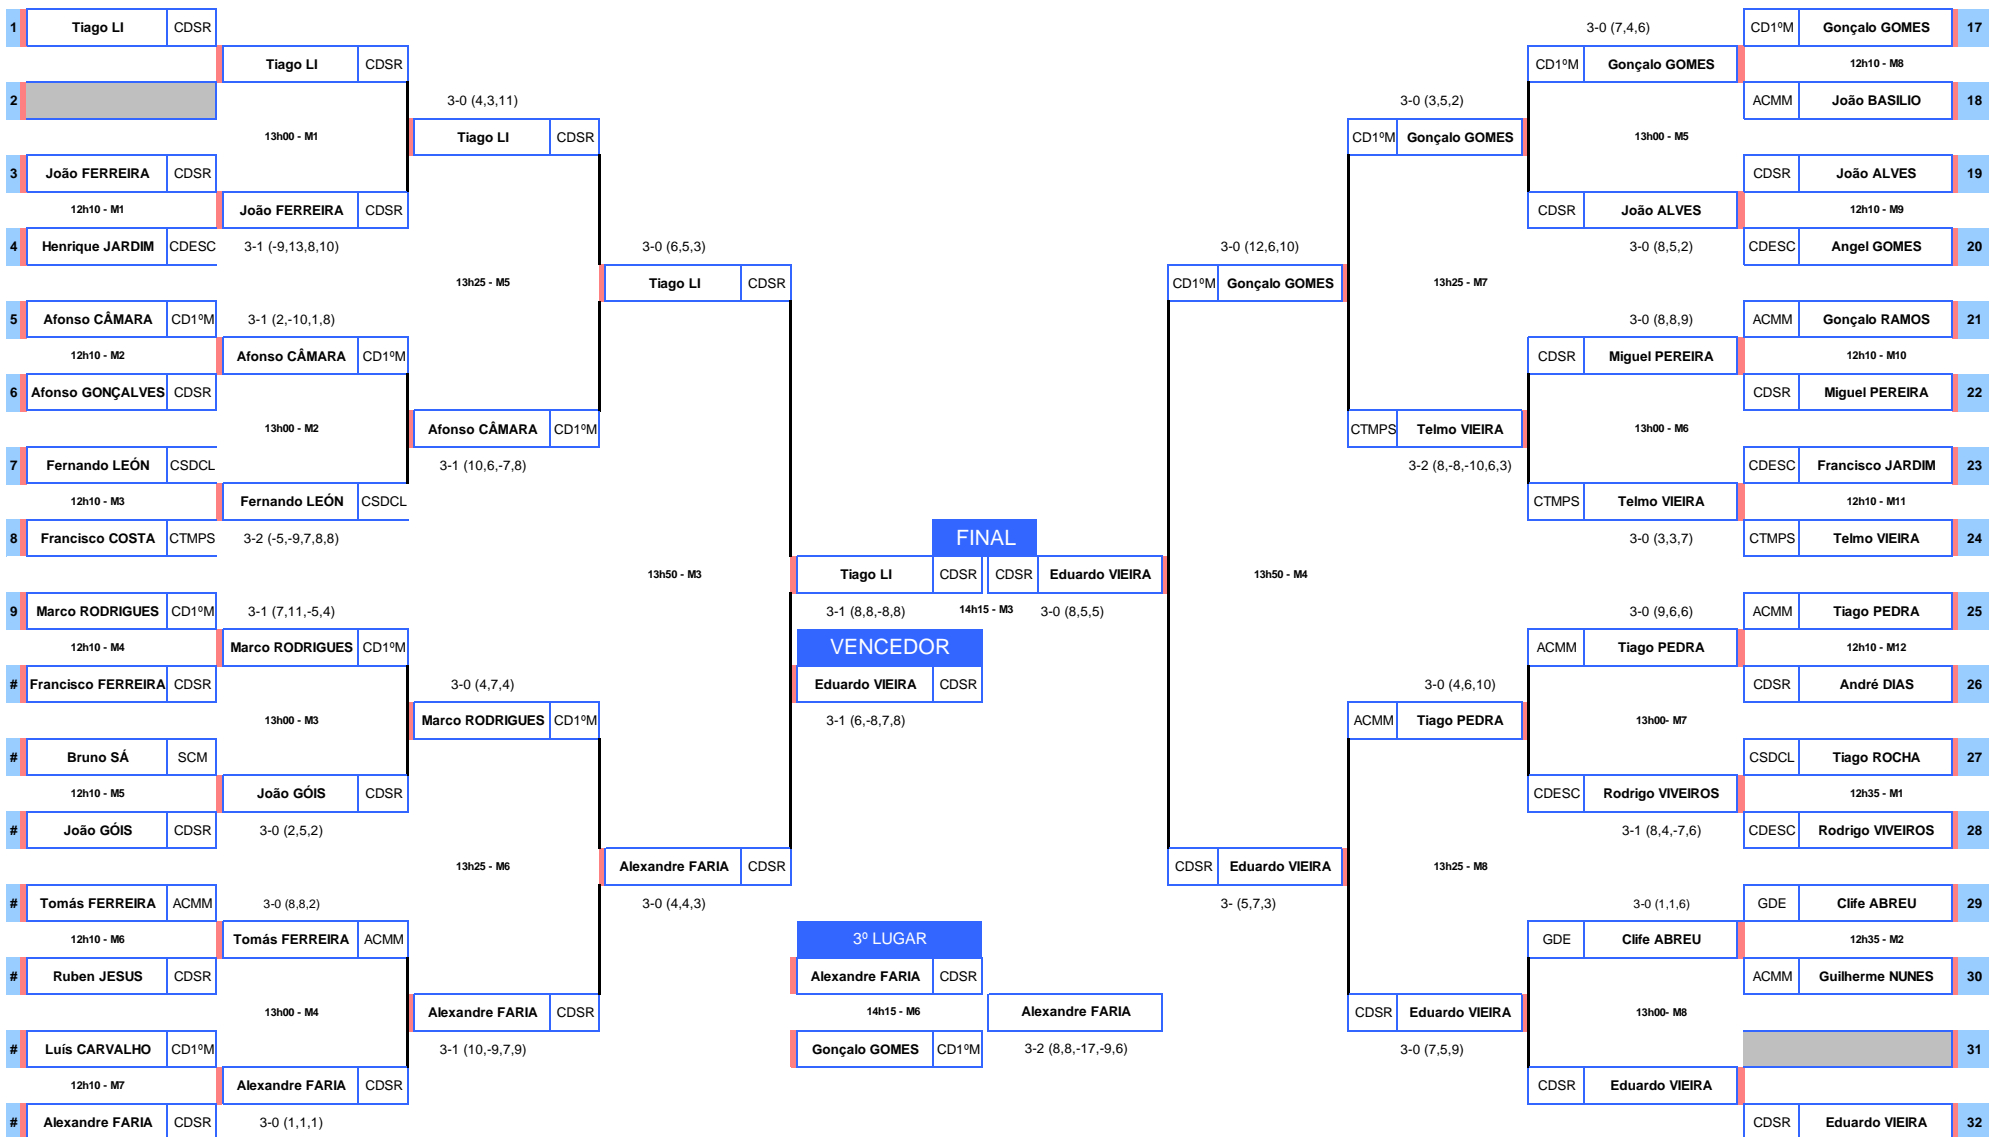 1 Tiago LI CDSR 3-0 (7,4,6) CD1ºM Gonçalo GOMES 17
Tiago LI CDSR CD1ºM Gonçalo GOMES 12h10 - M8
2 3-0 (4,3,11) 3-0 (3,5,2) ACMM João BASILIO 18
13h00 - M1 Tiago LI CDSR CD1ºM Gonçalo GOMES 13h00 - M5
3 João FERREIRA CDSR CDSR João ALVES 19
12h10 - M1 João FERREIRA CDSR CDSR João ALVES 12h10 - M9
4 Henrique JARDIM CDESC 3-1 (-9,13,8,10) 3-0 (6,5,3) 3-0 (12,6,10) 3-0 (8,5,2) CDESC Angel GOMES 20
13h25 - M5 Tiago LI CDSR CD1ºM Gonçalo GOMES 13h25 - M7
5 Afonso CÂMARA CD1ºM 3-1 (2,-10,1,8) 3-0 (8,8,9) ACMM Gonçalo RAMOS 21
12h10 - M2 Afonso CÂMARA CD1ºM CDSR Miguel PEREIRA 12h10 - M10
6 Afonso GONÇALVES CDSR CDSR Miguel PEREIRA 22
13h00 - M2 Afonso CÂMARA CD1ºM CTMPS Telmo VIEIRA 13h00 - M6
7 Fernando LEÓN CSDCL 3-1 (10,6,-7,8) 3-2 (8,-8,-10,6,3) CDESC Francisco JARDIM 23
12h10 - M3 Fernando LEÓN CSDCL CTMPS Telmo VIEIRA 12h10 - M11
8 Francisco COSTA CTMPS 3-2 (-5,-9,7,8,8) FINAL 3-0 (3,3,7) CTMPS Telmo VIEIRA 24
13h50 - M3 Tiago LI CDSR CDSR Eduardo VIEIRA 13h50 - M4
9 Marco RODRIGUES CD1ºM 3-1 (7,11,-5,4) 3-1 (8,8,-8,8) 14h15 - M3 3-0 (8,5,5) 3-0 (9,6,6) ACMM Tiago PEDRA 25
12h10 - M4 Marco RODRIGUES CD1ºM VENCEDOR ACMM Tiago PEDRA 12h10 - M12
# Francisco FERREIRA CDSR 3-0 (4,7,4) Eduardo VIEIRA CDSR 3-0 (4,6,10) CDSR André DIAS 26
13h00 - M3 Marco RODRIGUES CD1ºM 3-1 (6,-8,7,8) ACMM Tiago PEDRA 13h00- M7
# Bruno SÁ SCM CSDCL Tiago ROCHA 27
12h10 - M5 João GÓIS CDSR CDESC Rodrigo VIVEIROS 12h35 - M1
# João GÓIS CDSR 3-0 (2,5,2) 3-1 (8,4,-7,6) CDESC Rodrigo VIVEIROS 28
13h25 - M6 Alexandre FARIA CDSR CDSR Eduardo VIEIRA 13h25 - M8
# Tomás FERREIRA ACMM 3-0 (8,8,2) 3-0 (4,4,3) 3- (5,7,3) 3-0 (1,1,6) GDE Clife ABREU 29
12h10 - M6 Tomás FERREIRA ACMM 3º LUGAR GDE Clife ABREU 12h35 - M2
# Ruben JESUS CDSR Alexandre FARIA CDSR ACMM Guilherme NUNES 30
13h00 - M4 Alexandre FARIA CDSR 14h15 - M6 Alexandre FARIA CDSR Eduardo VIEIRA 13h00- M8
# Luís CARVALHO CD1ºM 3-1 (10,-9,7,9) Gonçalo GOMES CD1ºM 3-2 (8,8,-17,-9,6) 3-0 (7,5,9) 31
12h10 - M7 Alexandre FARIA CDSR CDSR Eduardo VIEIRA
# Alexandre FARIA CDSR 3-0 (1,1,1) CDSR Eduardo VIEIRA 32